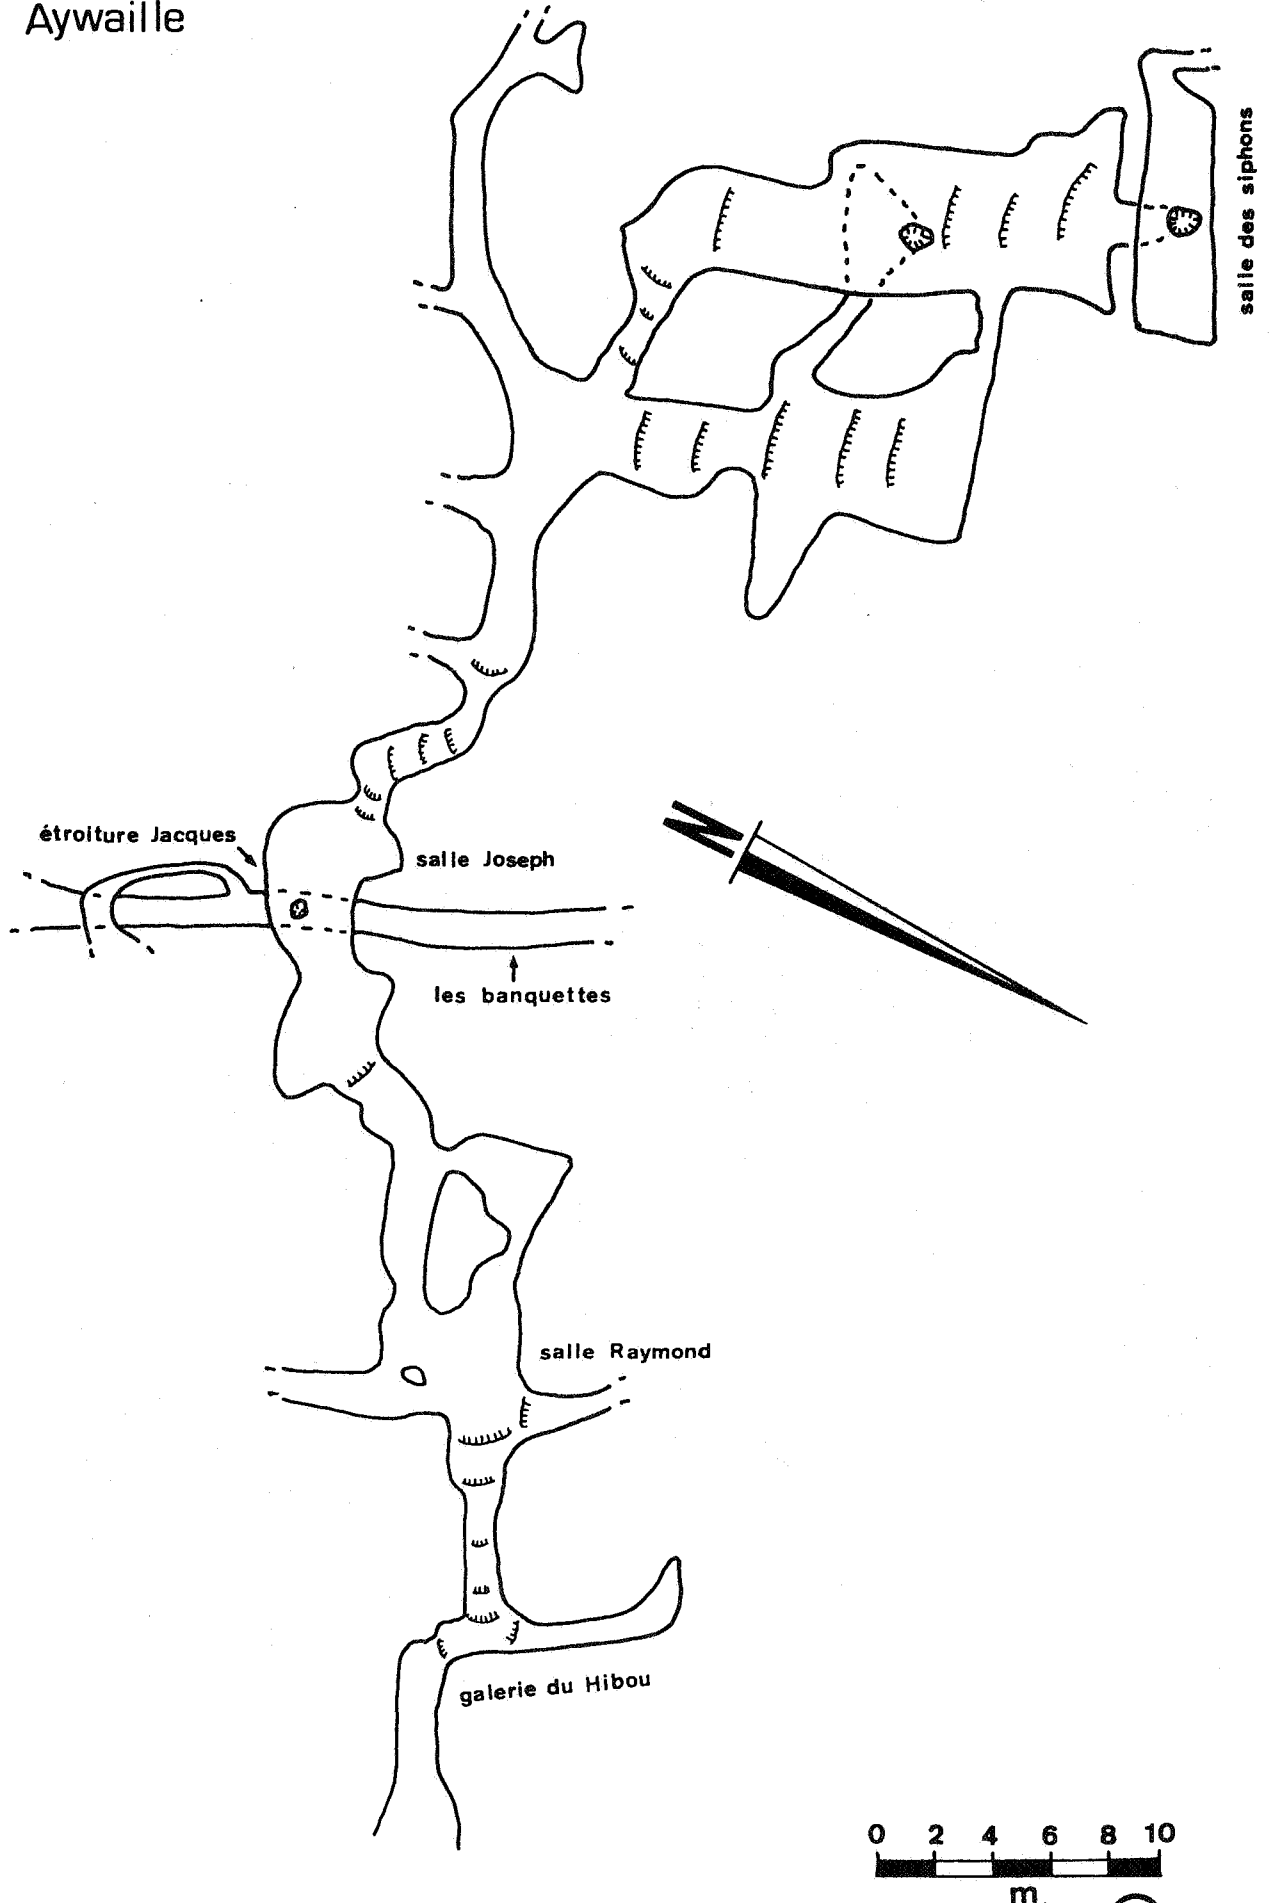 Aywaille
salle des siphons
étroiture Jacques
salle Joseph
N
les banquettes
salle Raymond
galerie du Hibou
0 2 4 6 8 10
m.